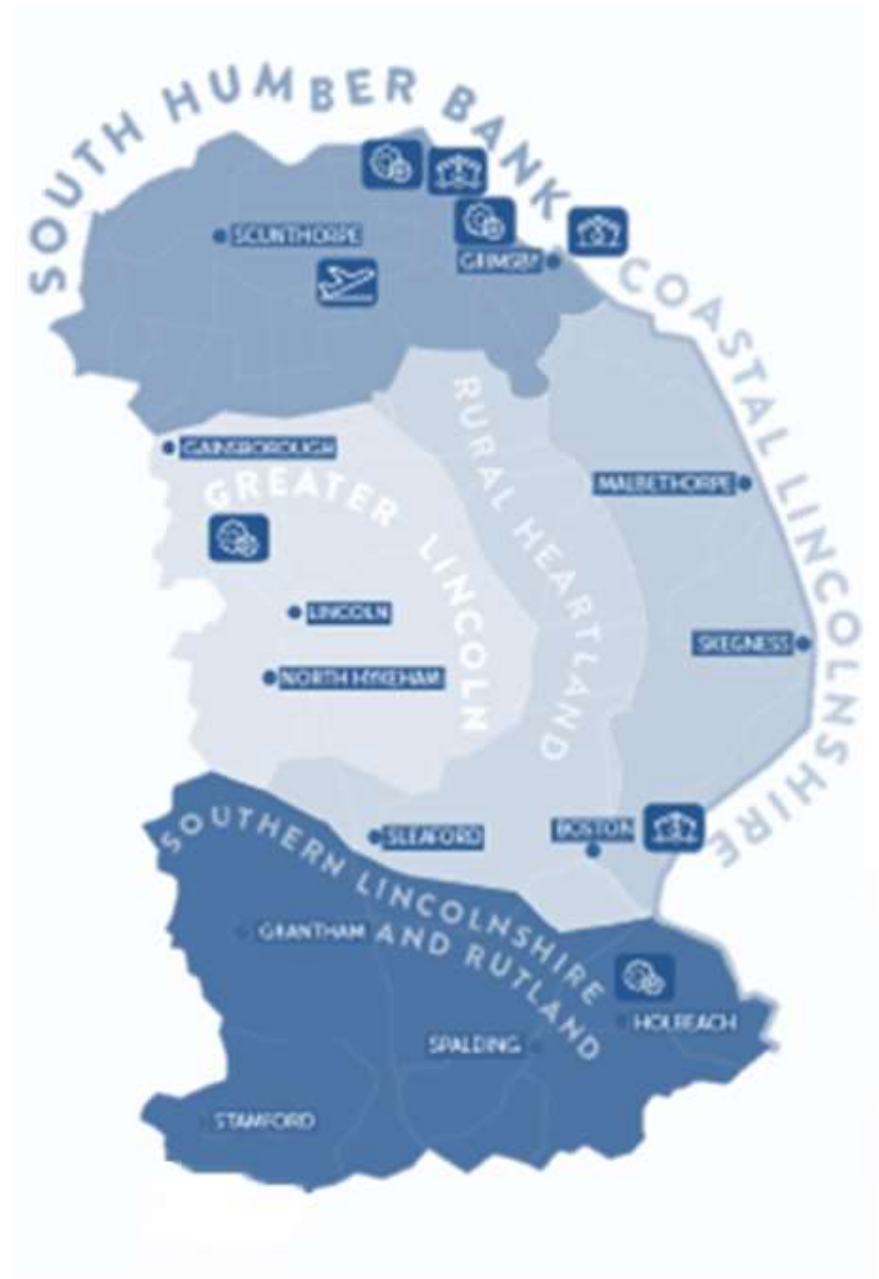 SOUTH HUMBER BANK
SCUNTHORPE
GRIMSBY
COASTAL LINCOLNSHIRE
GAINSBOROUGH
GREATER LINCOLN
RURAL HEARTLAND
MALBETHORPE
LINCOLN
SKEGNESS
NORTH HYKEHAM
SLEAFORD
BOSTON
SOUTHERN LINCOLNSHIRE
AND RUTLAND
GRANTHAM
HOLBEACH
SPALDING
STAMFORD